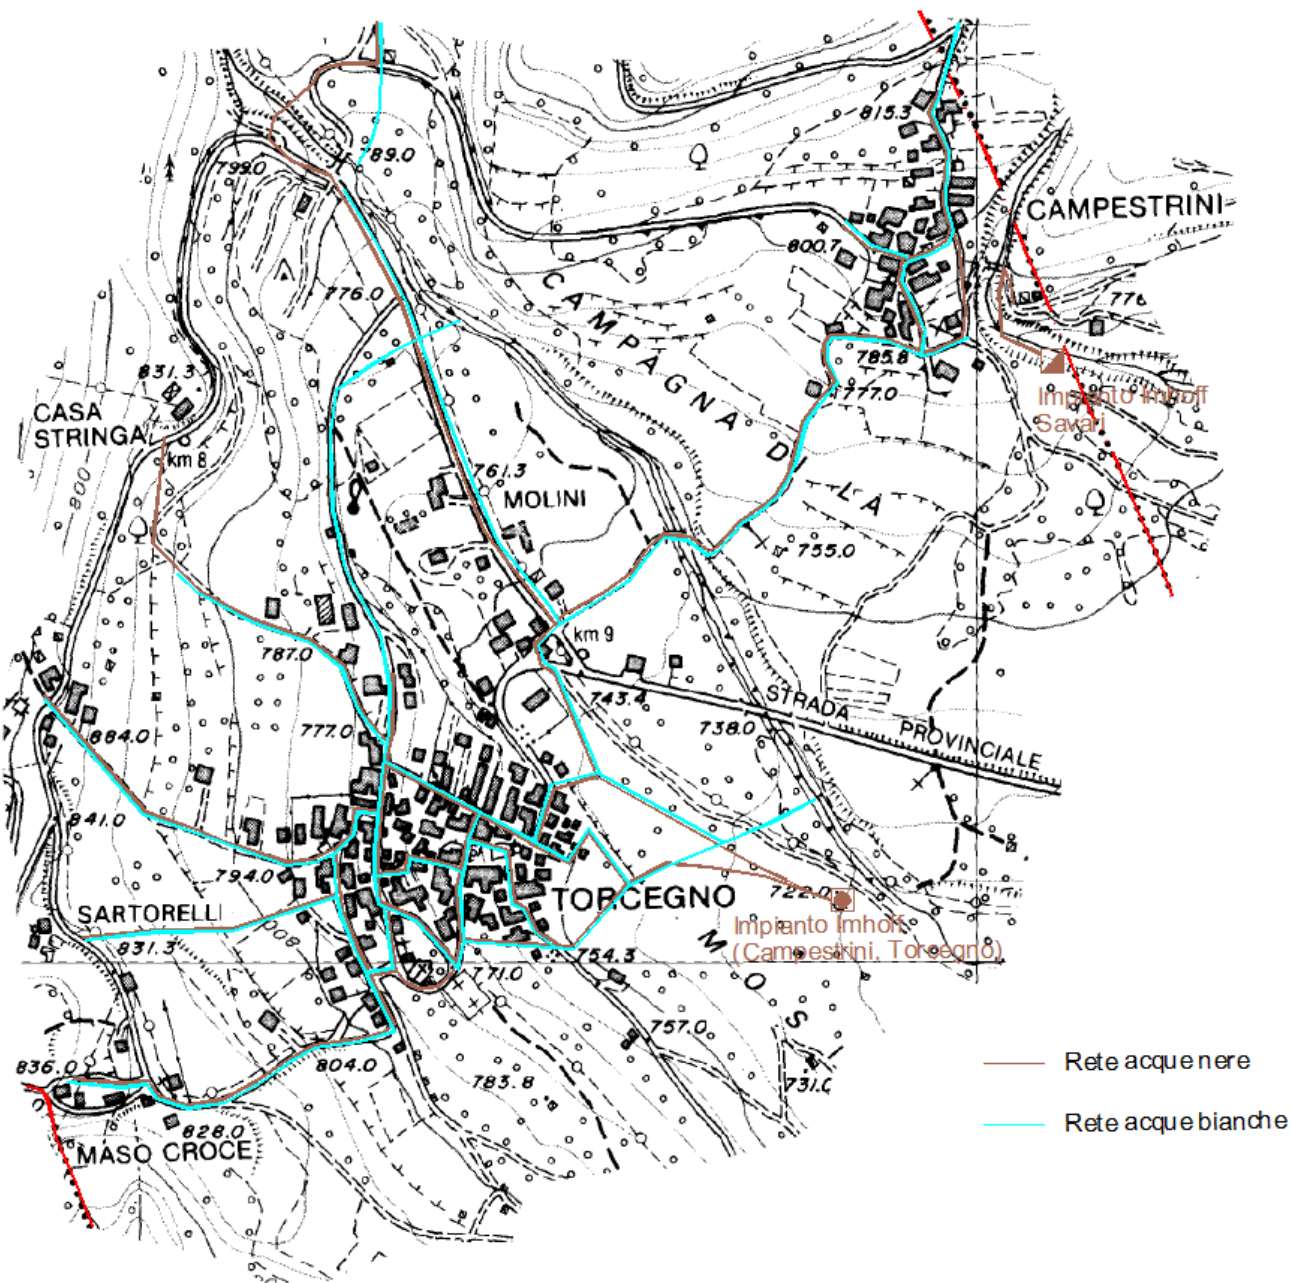 815.3
789.0
799.0
CAMPESTRINI
800.7
776.0
776
CAMPAGNA DI LA
785.8
831.3
777.0
Impianto Imhoff
Savari
CASA
STRINGA
km 8
800
761.3
MOLINI
755.0
km 9
787.0
743.4
STRADA PROVINCIALE
738.0
777.0
884.0
841.0
794.0
722.0
TORCEGNO
SARTORELLI
Impianto Imhoff
(Campestrini, Torcegno)
831.3
800
754.3
771.0
MOS
757.0
836.0
804.0
783.8
731.0
Rete acque nere
828.0
Rete acque bianche
MASO CROCE